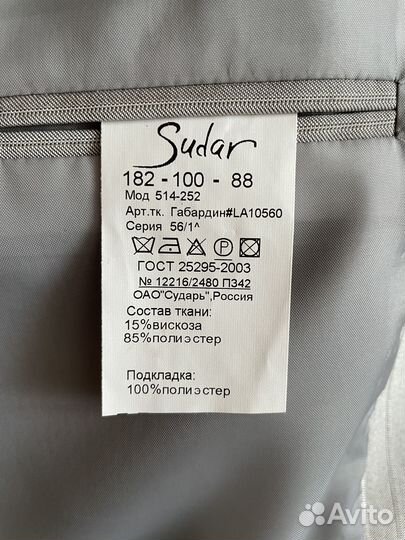 Sudar
182 - 100 - 88
Мод 514-252
Арт.тк. Габардин#LA10560
Серия 56/1^
P
ГОСТ 25295-2003
№ 12216/2480 П342
ОАО"Сударь",Россия
Состав ткани:
15%вискоза
85%полиэстер
Подкладка:
100%полиэстер
Avito